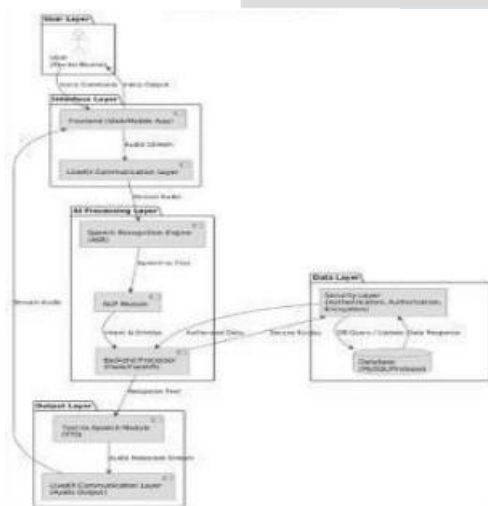 User Layer
User
Voice Command
Voice Output
Interface Layer
Frontend (Web/Mobile App)
Audio Stream
LiveKit Communication Layer
Stream Audio
AI Processing Layer
Speech Recognition Engine
(ASR)
Speech-to-Text
NLP Module
Intent & Entities
Backend Processor
Response Text
Data Layer
Security Layer
(Authentication, Authorization,
Encryption)
Authorized Data
Secure Access
DB Query / Update
Data Response
Database
Stream Audio
Output Layer
Text-to-Speech Module
(TTS)
Audio Response Stream
LiveKit Communication Layer
(Audio Output)